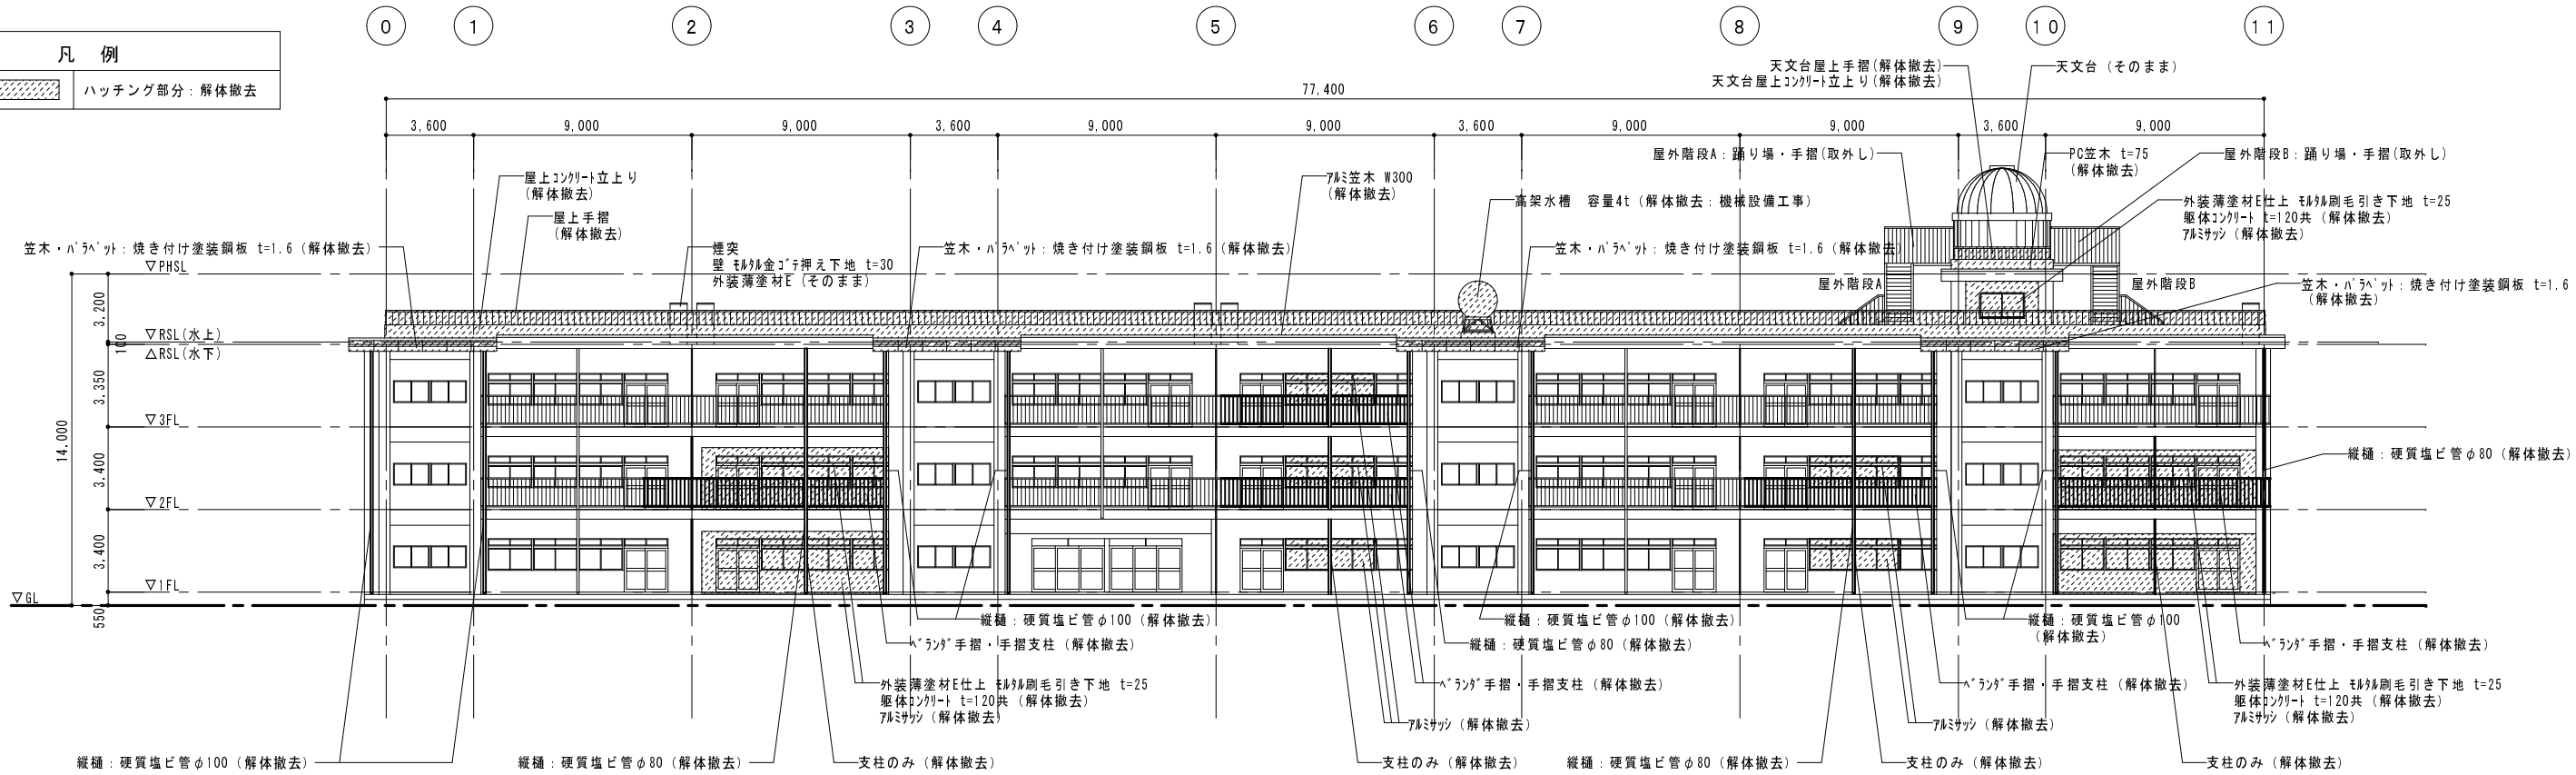 0 1 2 3 4 5 6 7 8 9 10 11
凡 例
ハッチング部分：解体撤去
77,400
3,600 9,000 9,000 3,600 9,000 9,000 3,600 9,000 9,000 3,600 9,000
天文台屋上手摺(解体撤去)
天文台屋上ｺﾝｸﾘｰﾄ立上り(解体撤去)
天文台 (そのまま)
屋外階段A：踊り場・手摺(取外し)
PC笠木 t=75
(解体撤去)
屋外階段B：踊り場・手摺(取外し)
屋上ｺﾝｸﾘｰﾄ立上り
(解体撤去)
屋上手摺
(解体撤去)
ｱﾙﾐ笠木 W300
(解体撤去)
高架水槽　容量4t (解体撤去：機械設備工事)
外装薄塗材E仕上 ﾓﾙﾀﾙ刷毛引き下地 t=25
躯体ｺﾝｸﾘｰﾄ t=120共 (解体撤去)
ｱﾙﾐｻｯｼ (解体撤去)
笠木・ﾊﾟﾗﾍﾟｯﾄ：焼き付け塗装鋼板 t=1.6 (解体撤去)
煙突
壁 ﾓﾙﾀﾙ金ｺﾞﾃ押え下地 t=30
外装薄塗材E (そのまま)
笠木・ﾊﾟﾗﾍﾟｯﾄ：焼き付け塗装鋼板 t=1.6 (解体撤去)
笠木・ﾊﾟﾗﾍﾟｯﾄ：焼き付け塗装鋼板 t=1.6 (解体撤去)
屋外階段A
屋外階段B
笠木・ﾊﾟﾗﾍﾟｯﾄ：焼き付け塗装鋼板 t=1.6
(解体撤去)
▽PHSL
3,200
▽RSL(水上)
100
△RSL(水下)
3,350
▽3FL
14,000
3,400
▽2FL
3,400
▽1FL
▽GL
550
縦樋：硬質塩ビ管φ80 (解体撤去)
縦樋：硬質塩ビ管φ100 (解体撤去)
縦樋：硬質塩ビ管φ100 (解体撤去)
縦樋：硬質塩ビ管φ100
(解体撤去)
ﾍﾞﾗﾝﾀﾞ手摺・手摺支柱 (解体撤去)
縦樋：硬質塩ビ管φ80 (解体撤去)
ﾍﾞﾗﾝﾀﾞ手摺・手摺支柱 (解体撤去)
外装薄塗材E仕上 ﾓﾙﾀﾙ刷毛引き下地 t=25
躯体ｺﾝｸﾘｰﾄ t=120共 (解体撤去)
ｱﾙﾐｻｯｼ (解体撤去)
ﾍﾞﾗﾝﾀﾞ手摺・手摺支柱 (解体撤去)
ｱﾙﾐｻｯｼ (解体撤去)
ﾍﾞﾗﾝﾀﾞ手摺・手摺支柱 (解体撤去)
ｱﾙﾐｻｯｼ (解体撤去)
外装薄塗材E仕上 ﾓﾙﾀﾙ刷毛引き下地 t=25
躯体ｺﾝｸﾘｰﾄ t=120共 (解体撤去)
ｱﾙﾐｻｯｼ (解体撤去)
縦樋：硬質塩ビ管φ100 (解体撤去)
縦樋：硬質塩ビ管φ80 (解体撤去)
支柱のみ (解体撤去)
支柱のみ (解体撤去)
縦樋：硬質塩ビ管φ80 (解体撤去)
支柱のみ (解体撤去)
支柱のみ (解体撤去)